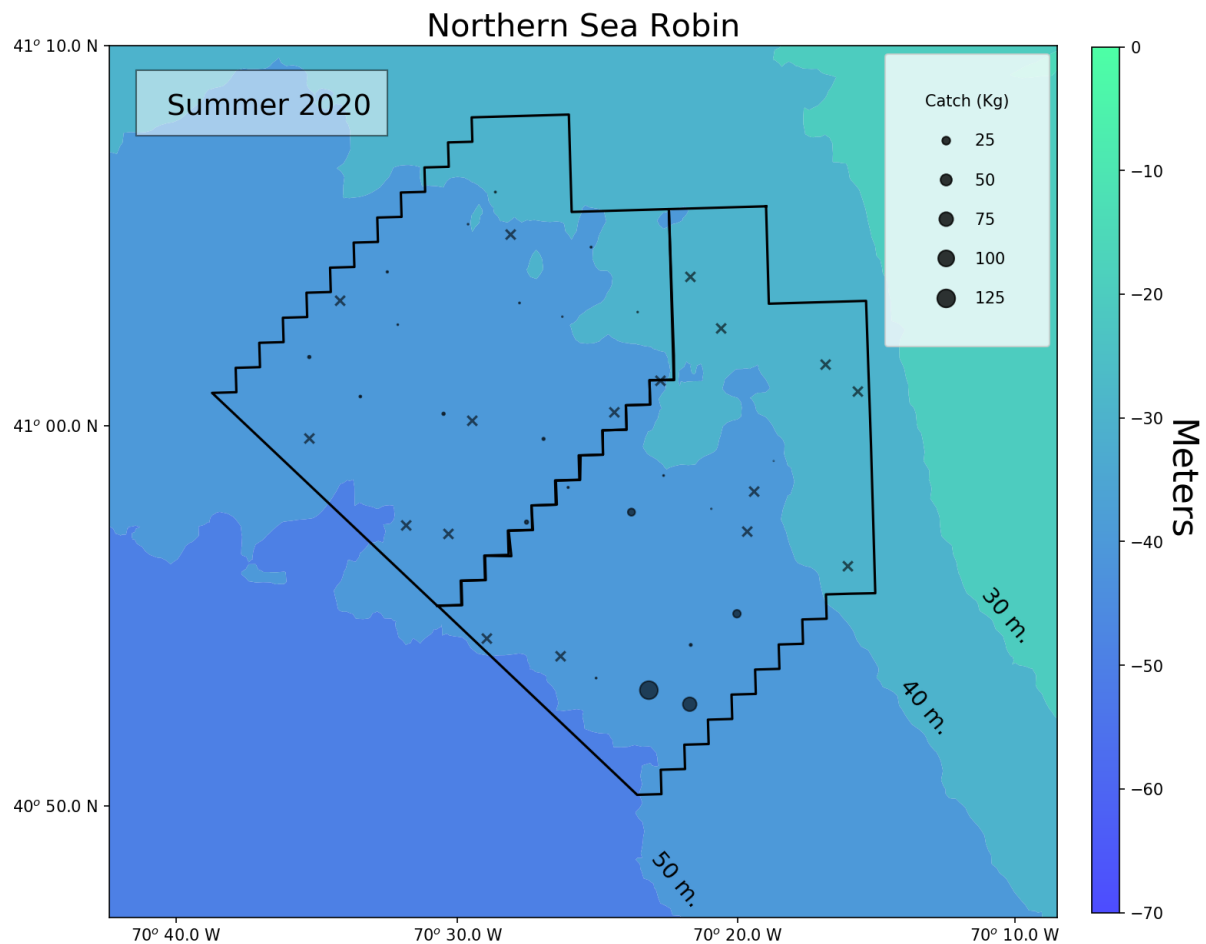 Northern Sea Robin
41° 10.0 N
41° 00.0 N
40° 50.0 N
Summer 2020
Catch (Kg)
25
50
75
100
125
30 m.
40 m.
50 m.
70° 40.0 W
70° 30.0 W
70° 20.0 W
70° 10.0 W
0
−10
−20
−30
−40
−50
−60
−70
Meters